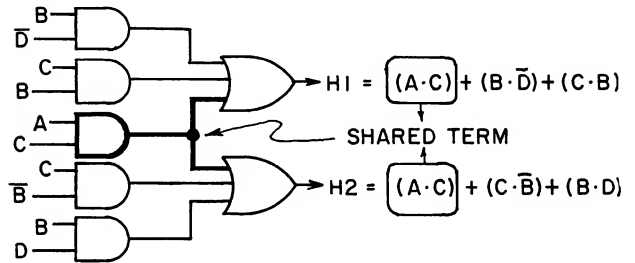 B
D̅
C
B
A
C
C
B̅
B
D
H1 = (A·C) + (B·D̅) + (C·B)
SHARED TERM
H2 = (A·C) + (C·B̅) + (B·D)